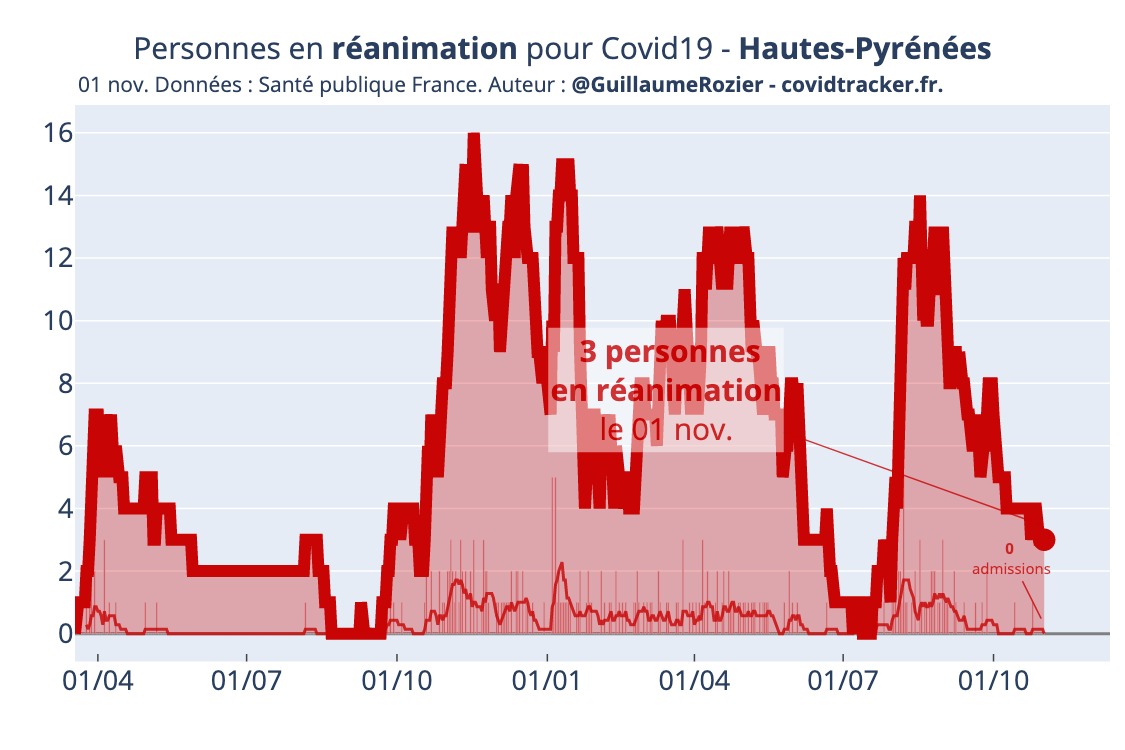 Personnes en réanimation pour Covid19 - Hautes-Pyrénées
01 nov. Données : Santé publique France. Auteur : @GuillaumeRozier - covidtracker.fr.
16
14
12
10
8
6
4
2
0
3 personnes
en réanimation
le 01 nov.
0
admissions
01/04 01/07 01/10 01/01 01/04 01/07 01/10